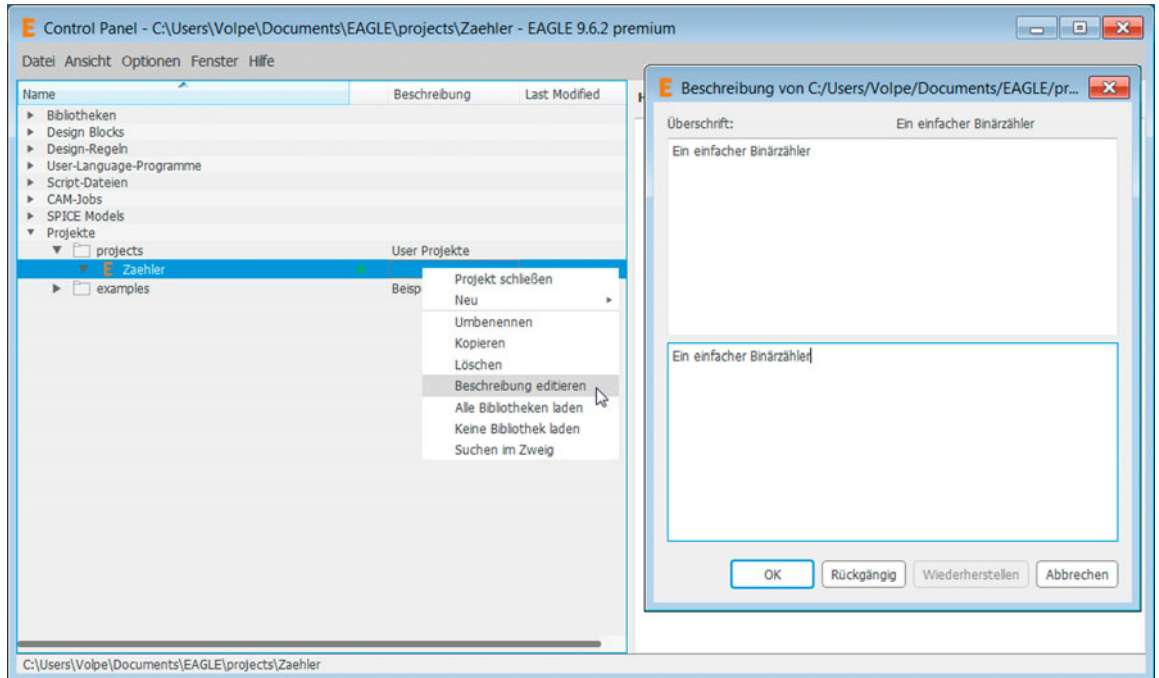 Control Panel - C:\Users\Volpe\Documents\EAGLE\projects\Zaehler - EAGLE 9.6.2 premium
Datei Ansicht Optionen Fenster Hilfe
Name Beschreibung Last Modified
Bibliotheken
Design Blocks
Design-Regeln
User-Language-Programme
Script-Dateien
CAM-Jobs
SPICE Models
Projekte
projects User Projekte
Zaehler
examples Beisp
Projekt schließen
Neu
Umbenennen
Kopieren
Löschen
Beschreibung editieren
Alle Bibliotheken laden
Keine Bibliothek laden
Suchen im Zweig
C:\Users\Volpe\Documents\EAGLE\projects\Zaehler
Beschreibung von C:/Users/Volpe/Documents/EAGLE/pr...
Überschrift: Ein einfacher Binärzähler
Ein einfacher Binärzähler
Ein einfacher Binärzähler
OK Rückgängig Wiederherstellen Abbrechen